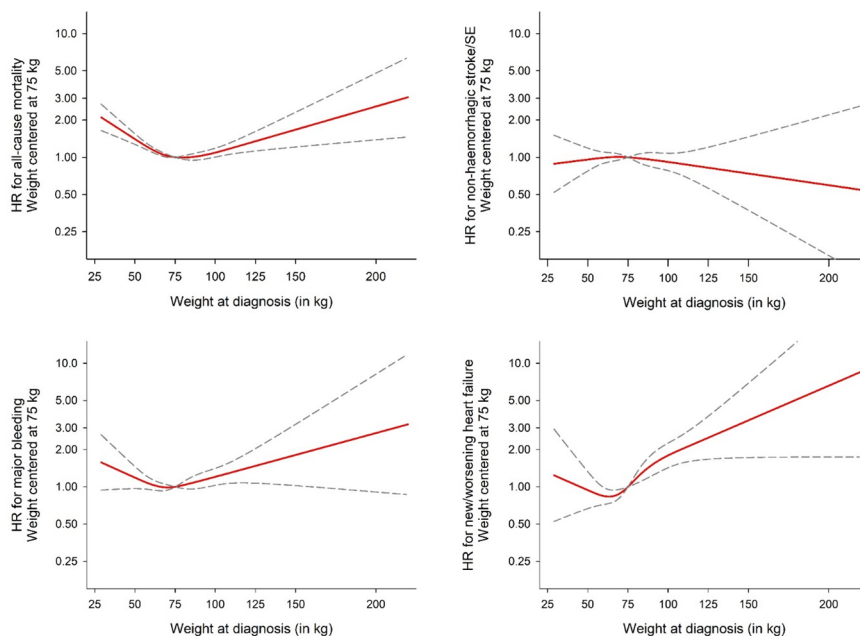 HR for all-cause mortality
Weight centered at 75 kg
10.0
5.00
3.00
2.00
1.00
0.50
0.25
25 50 75 100 125 150 200
Weight at diagnosis (in kg)
HR for non-haemorrhagic stroke/SE
Weight centered at 75 kg
10.0
5.00
3.00
2.00
1.00
0.50
0.25
25 50 75 100 125 150 200
Weight at diagnosis (in kg)
HR for major bleeding
Weight centered at 75 kg
10.0
5.00
3.00
2.00
1.00
0.50
0.25
25 50 75 100 125 150 200
Weight at diagnosis (in kg)
HR for new/worsening heart failure
Weight centered at 75 kg
10.0
5.00
3.00
2.00
1.00
0.50
0.25
25 50 75 100 125 150 200
Weight at diagnosis (in kg)